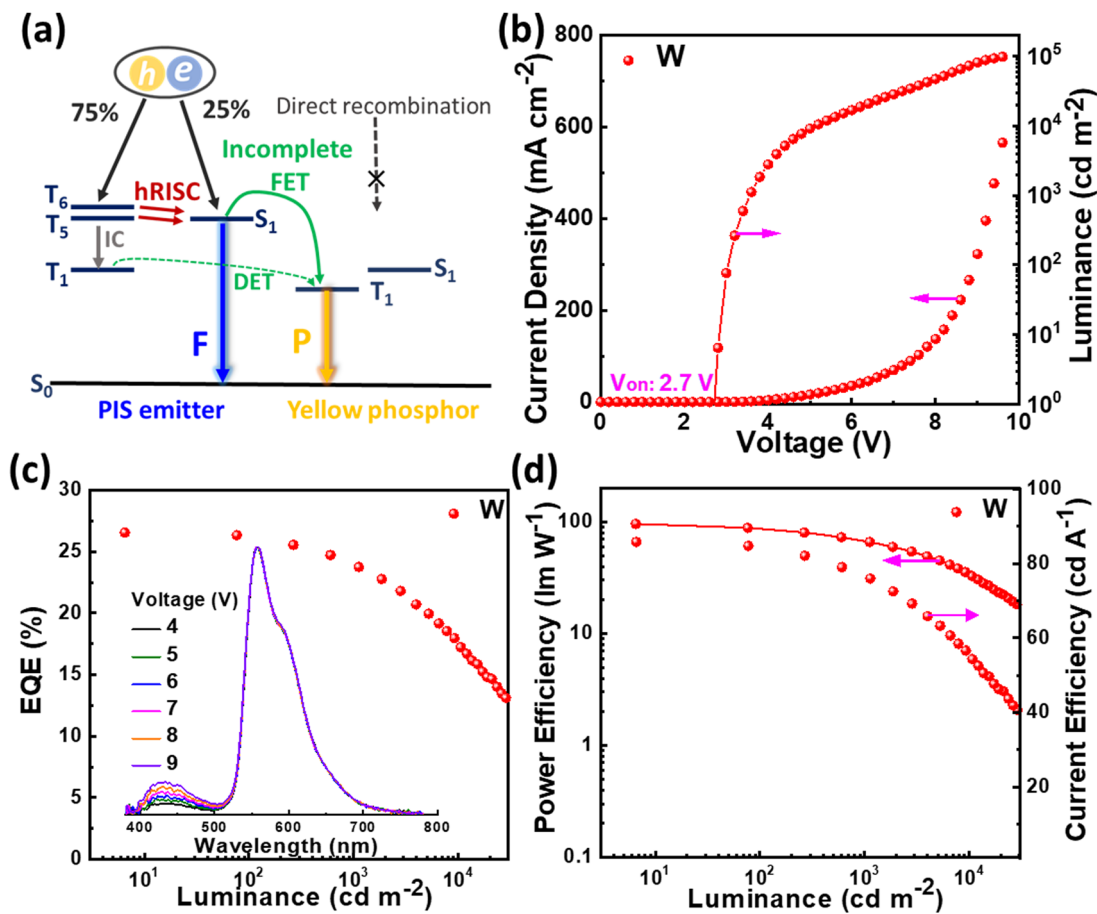 (a)
h e
75%
25%
Direct recombination
Incomplete
FET
T6
hRISC
T5
S1
IC
T1
DET
S1
T1
F
P
S0
PIS emitter
Yellow phosphor
(b)
W
Current Density (mA cm-2)
800
600
400
200
0
Von: 2.7 V
0 2 4 6 8 10
Voltage (V)
10^5
10^4
10^3
10^2
10^1
10^0
Luminance (cd m-2)
(c)
W
EQE (%)
30
25
20
15
10
5
0
Voltage (V)
4
5
6
7
8
9
400 500 600 700 800
Wavelength (nm)
10^1 10^2 10^3 10^4
Luminance (cd m-2)
(d)
W
Power Efficiency (lm W-1)
100
10
1
0.1
10^1 10^2 10^3 10^4
Luminance (cd m-2)
100
80
60
40
20
0
Current Efficiency (cd A-1)